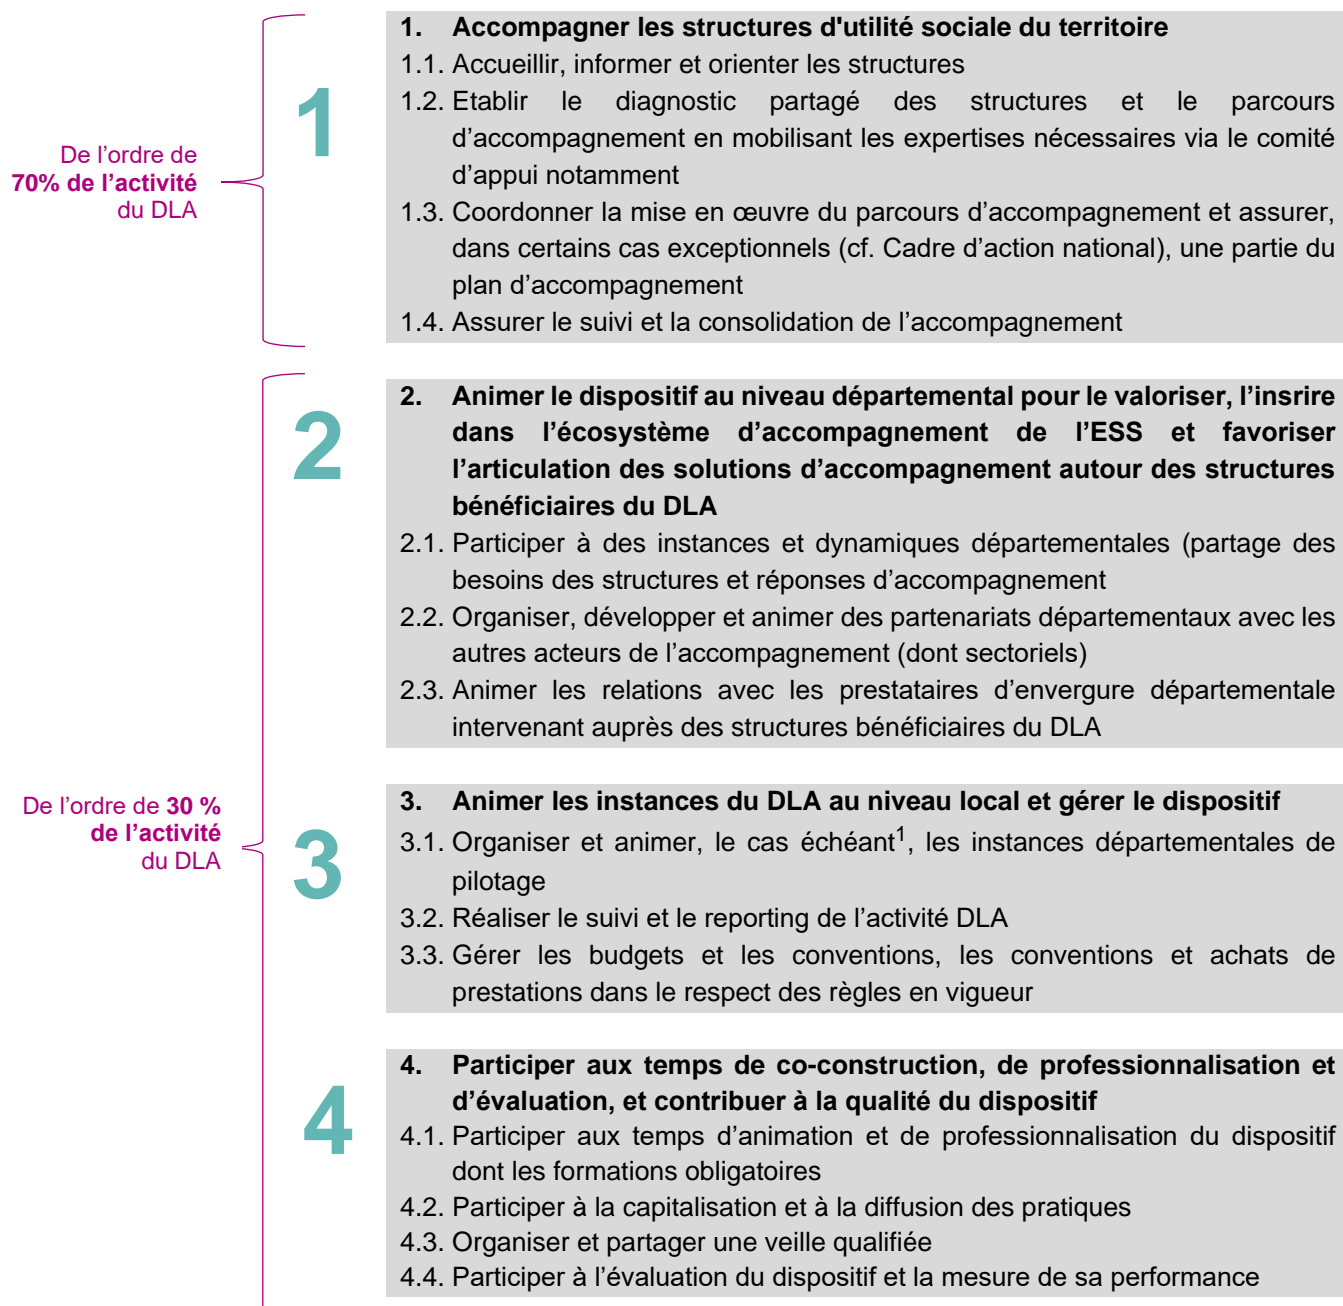 De l'ordre de
70% de l'activité
du DLA
1
1. Accompagner les structures d'utilité sociale du territoire
1.1. Accueillir, informer et orienter les structures
1.2. Etablir le diagnostic partagé des structures et le parcours
d'accompagnement en mobilisant les expertises nécessaires via le comité
d'appui notamment
1.3. Coordonner la mise en œuvre du parcours d'accompagnement et assurer,
dans certains cas exceptionnels (cf. Cadre d'action national), une partie du
plan d'accompagnement
1.4. Assurer le suivi et la consolidation de l'accompagnement
De l'ordre de 30 %
de l'activité
du DLA
2
2. Animer le dispositif au niveau départemental pour le valoriser, l'insrire
dans l'écosystème d'accompagnement de l'ESS et favoriser
l'articulation des solutions d'accompagnement autour des structures
bénéficiaires du DLA
2.1. Participer à des instances et dynamiques départementales (partage des
besoins des structures et réponses d'accompagnement
2.2. Organiser, développer et animer des partenariats départementaux avec les
autres acteurs de l'accompagnement (dont sectoriels)
2.3. Animer les relations avec les prestataires d'envergure départementale
intervenant auprès des structures bénéficiaires du DLA
3
3. Animer les instances du DLA au niveau local et gérer le dispositif
3.1. Organiser et animer, le cas échéant1, les instances départementales de
pilotage
3.2. Réaliser le suivi et le reporting de l'activité DLA
3.3. Gérer les budgets et les conventions, les conventions et achats de
prestations dans le respect des règles en vigueur
4
4. Participer aux temps de co-construction, de professionnalisation et
d'évaluation, et contribuer à la qualité du dispositif
4.1. Participer aux temps d'animation et de professionnalisation du dispositif
dont les formations obligatoires
4.2. Participer à la capitalisation et à la diffusion des pratiques
4.3. Organiser et partager une veille qualifiée
4.4. Participer à l'évaluation du dispositif et la mesure de sa performance